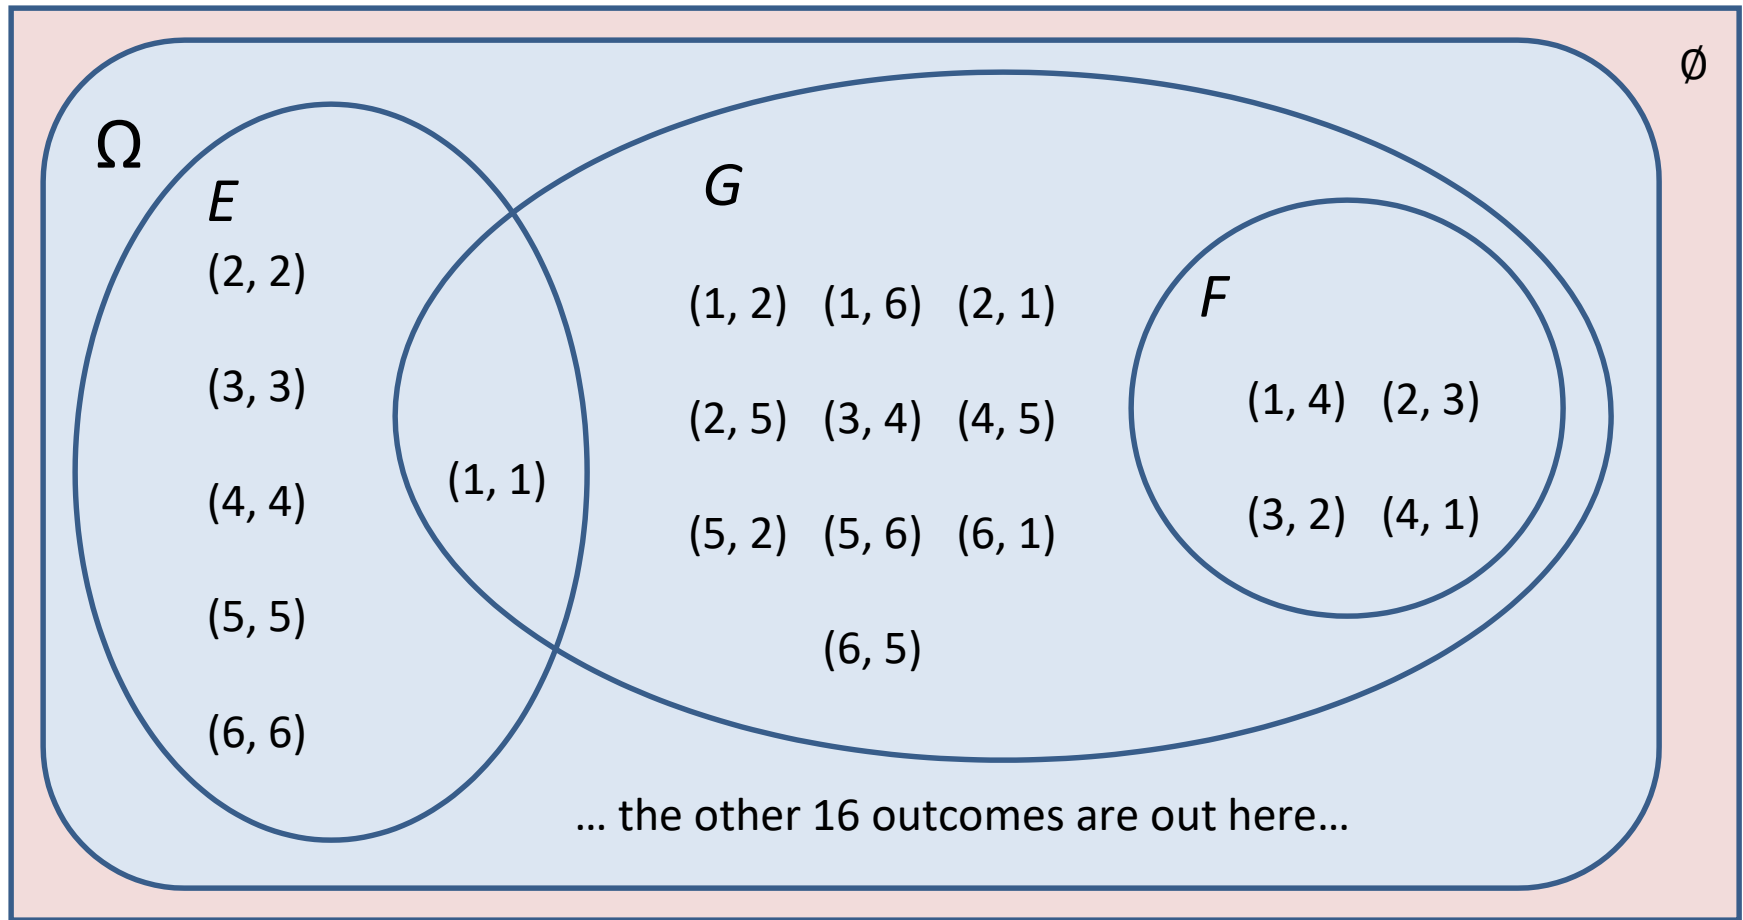 ∅
Ω
E
G
F
(2, 2)
(3, 3)
(4, 4)
(5, 5)
(6, 6)
(1, 1)
(1, 2) (1, 6) (2, 1)
(2, 5) (3, 4) (4, 5)
(5, 2) (5, 6) (6, 1)
(6, 5)
(1, 4) (2, 3)
(3, 2) (4, 1)
... the other 16 outcomes are out here...